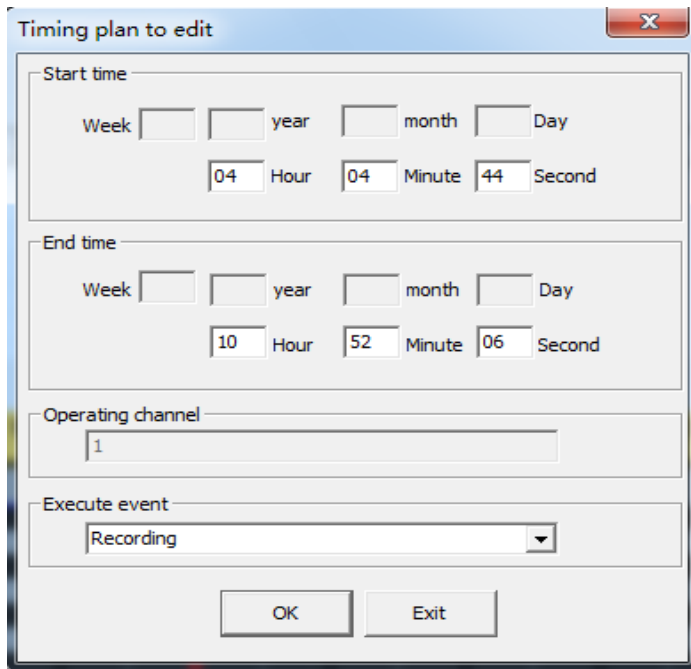 Timing plan to edit
Start time
Week year month Day
04 Hour 04 Minute 44 Second
End time
Week year month Day
10 Hour 52 Minute 06 Second
Operating channel
1
Execute event
Recording
OK Exit